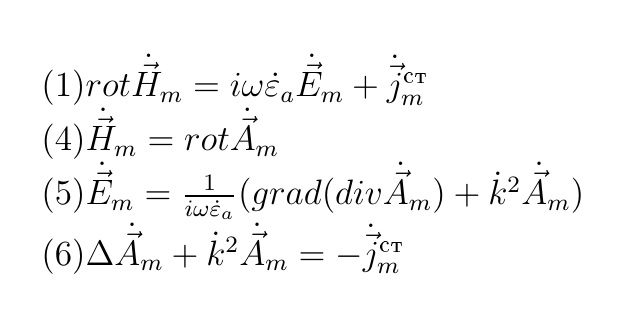 (1)$rot\dot{\vec{H}}_m = i\omega\dot{\varepsilon}_a\dot{\vec{E}}_m + \dot{\vec{j}}_m^{\text{ст}}$
(4)$\dot{\vec{H}}_m = rot\dot{\vec{A}}_m$
(5)$\dot{\vec{E}}_m = \frac{1}{i\omega\dot{\varepsilon}_a}(grad(div\dot{\vec{A}}_m) + \dot{k}^2\dot{\vec{A}}_m)$
(6)$\Delta\dot{\vec{A}}_m + \dot{k}^2\dot{\vec{A}}_m = -\dot{\vec{j}}_m^{\text{ст}}$